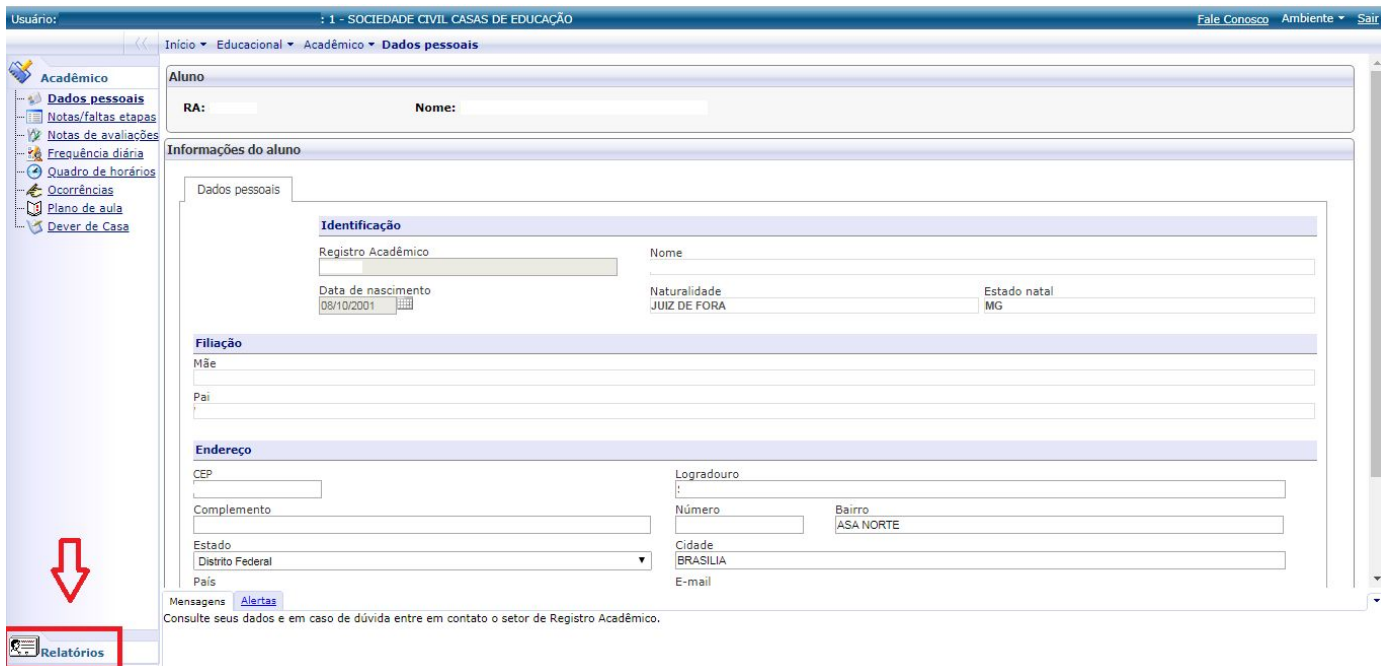 Usuário: : 1 - SOCIEDADE CIVIL CASAS DE EDUCAÇÃO Fale Conosco Ambiente Sair
Início Educacional Acadêmico Dados pessoais
Acadêmico
Dados pessoais
Notas/faltas etapas
Notas de avaliações
Frequência diária
Quadro de horários
Ocorrências
Plano de aula
Dever de Casa
Aluno
RA: Nome:
Informações do aluno
Dados pessoais
Identificação
Registro Acadêmico Nome
Data de nascimento Naturalidade Estado natal
08/10/2001 JUIZ DE FORA MG
Filiação
Mãe
Pai
Endereço
CEP Logradouro
Complemento Número Bairro
ASA NORTE
Estado Cidade
Distrito Federal BRASILIA
País E-mail
Mensagens Alertas
Consulte seus dados e em caso de dúvida entre em contato o setor de Registro Acadêmico.
Relatórios